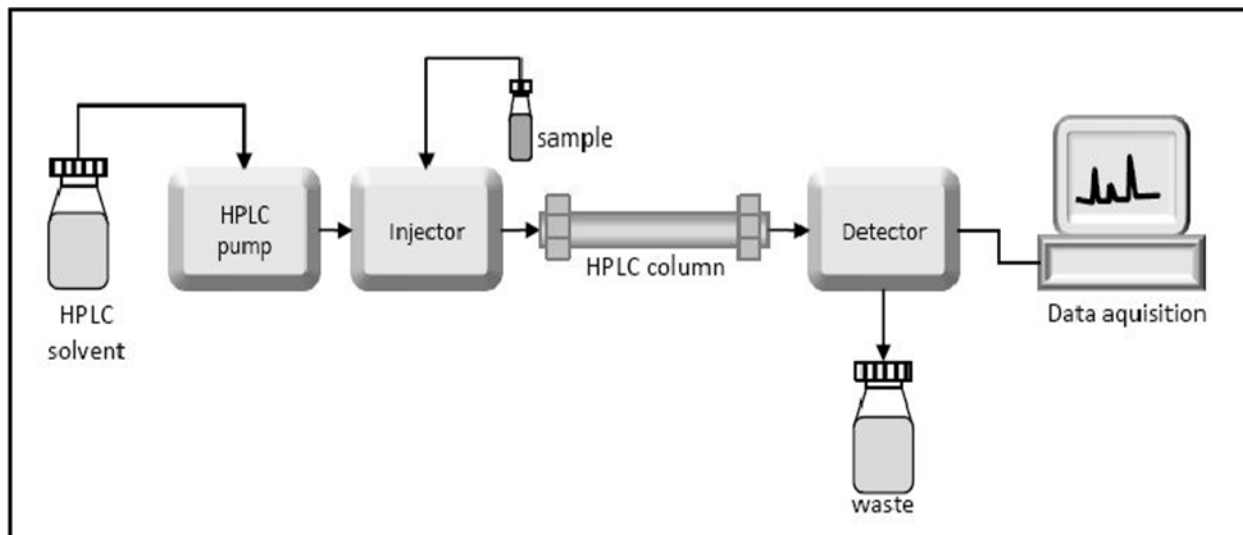 HPLC
solvent
HPLC
pump
Injector
sample
HPLC column
Detector
waste
Data aquisition